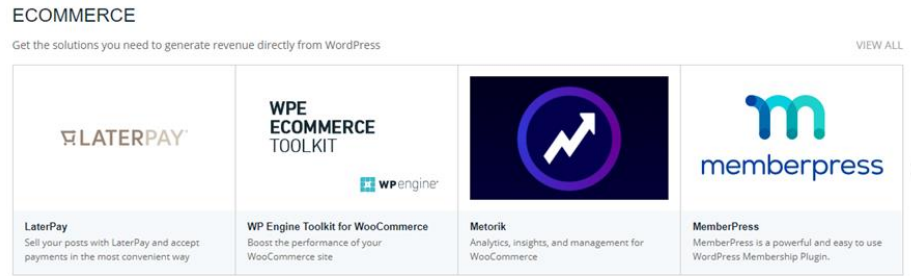 ECOMMERCE
Get the solutions you need to generate revenue directly from WordPress
VIEW ALL
LATERPAY
WPE
ECOMMERCE
TOOLKIT
WPengine
memberpress
LaterPay
Sell your posts with LaterPay and accept
payments in the most convenient way
WP Engine Toolkit for WooCommerce
Boost the performance of your
WooCommerce site
Metorik
Analytics, insights, and management for
WooCommerce
MemberPress
MemberPress is a powerful and easy to use
WordPress Membership Plugin.